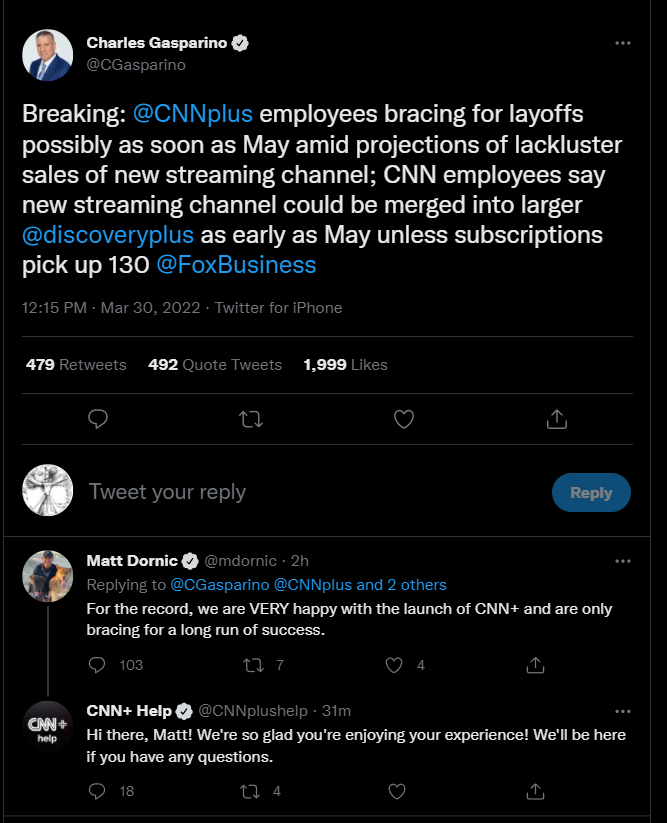 Charles Gasparino
@CGasparino
Breaking: @CNNplus employees bracing for layoffs
possibly as soon as May amid projections of lackluster
sales of new streaming channel; CNN employees say
new streaming channel could be merged into larger
@discoveryplus as early as May unless subscriptions
pick up 130 @FoxBusiness
12:15 PM · Mar 30, 2022 · Twitter for iPhone
479 Retweets 492 Quote Tweets 1,999 Likes
Tweet your reply
Reply
Matt Dornic @mdornic · 2h
Replying to @CGasparino @CNNplus and 2 others
For the record, we are VERY happy with the launch of CNN+ and are only
bracing for a long run of success.
103 7 4
CNN+
help
CNN+ Help @CNNplushelp · 31m
Hi there, Matt! We're so glad you're enjoying your experience! We'll be here
if you have any questions.
18 4